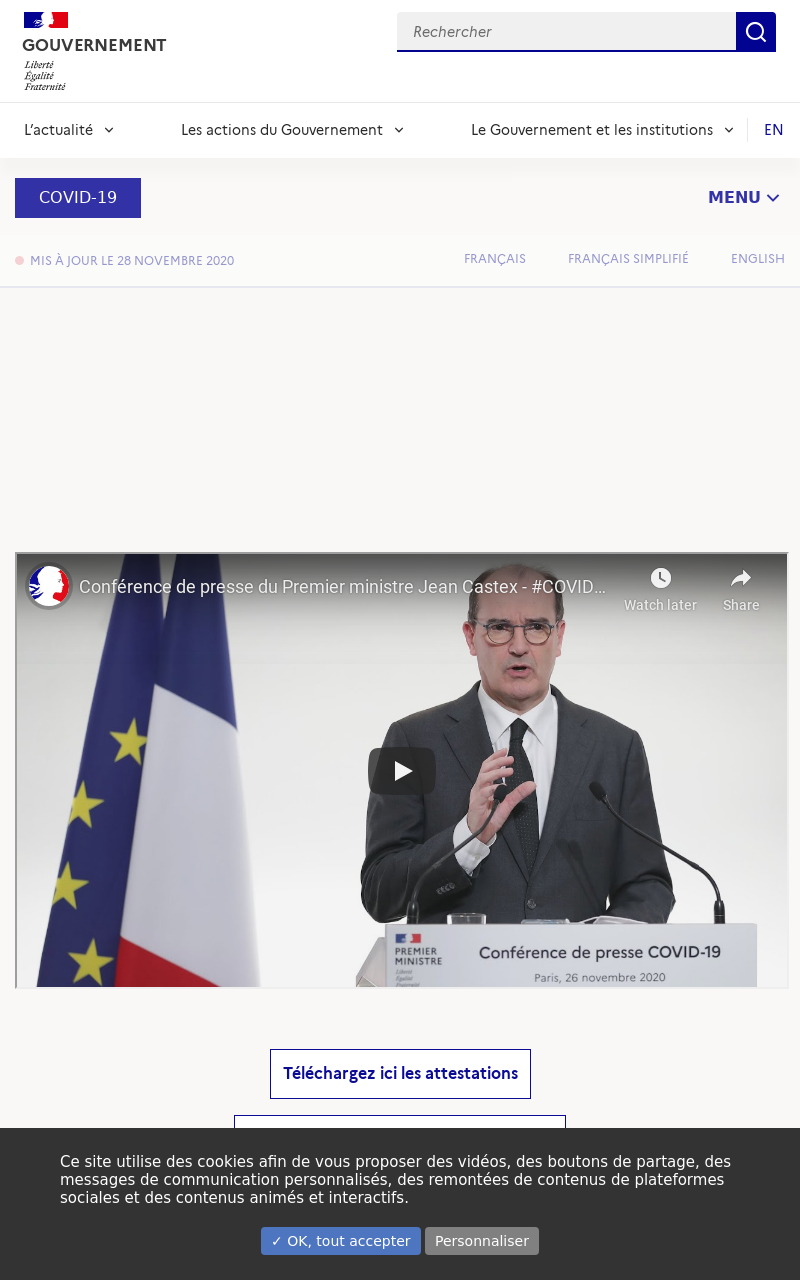 GOUVERNEMENT
Liberté
Égalité
Fraternité
Rechercher
L’actualité
Les actions du Gouvernement
Le Gouvernement et les institutions
EN
COVID-19
MENU
MIS À JOUR LE 28 NOVEMBRE 2020
FRANÇAIS
FRANÇAIS SIMPLIFIÉ
ENGLISH
Conférence de presse du Premier ministre Jean Castex - #COVID...
Watch later
Share
PREMIER
MINISTRE
Liberté
Égalité
Fraternité
Conférence de presse COVID-19
Paris, 26 novembre 2020
Téléchargez ici les attestations
Ce site utilise des cookies afin de vous proposer des vidéos, des boutons de partage, des
messages de communication personnalisés, des remontées de contenus de plateformes
sociales et des contenus animés et interactifs.
✓ OK, tout accepter
Personnaliser